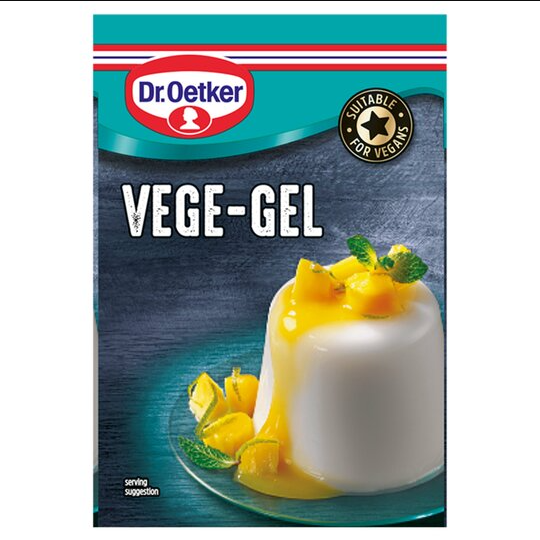 Dr.Oetker
SUITABLE
FOR VEGANS
VEGE-GEL
serving
suggestion